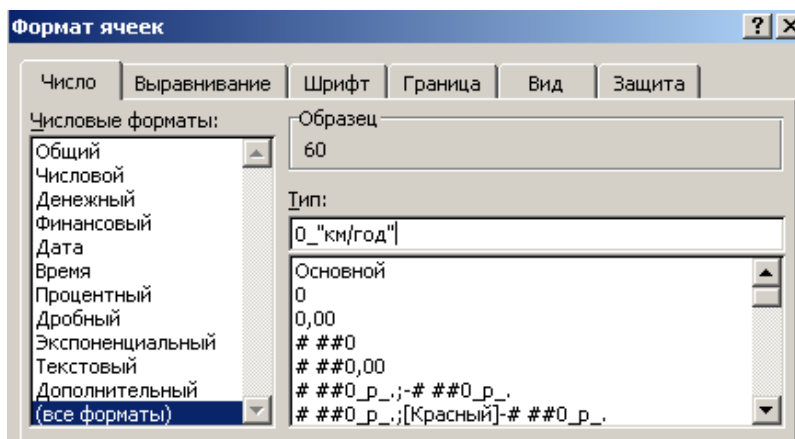 Формат ячеек
Число Выравнивание Шрифт Граница Вид Защита
Числовые форматы:
Общий
Числовой
Денежный
Финансовый
Дата
Время
Процентный
Дробный
Экспоненциальный
Текстовый
Дополнительный
(все форматы)
Образец
60
Тип:
0_"км/год"
Основной
0
0,00
# ##0
# ##0,00
# ##0_р_.;-# ##0_р_.
# ##0_р_.;[Красный]-# ##0_р_.